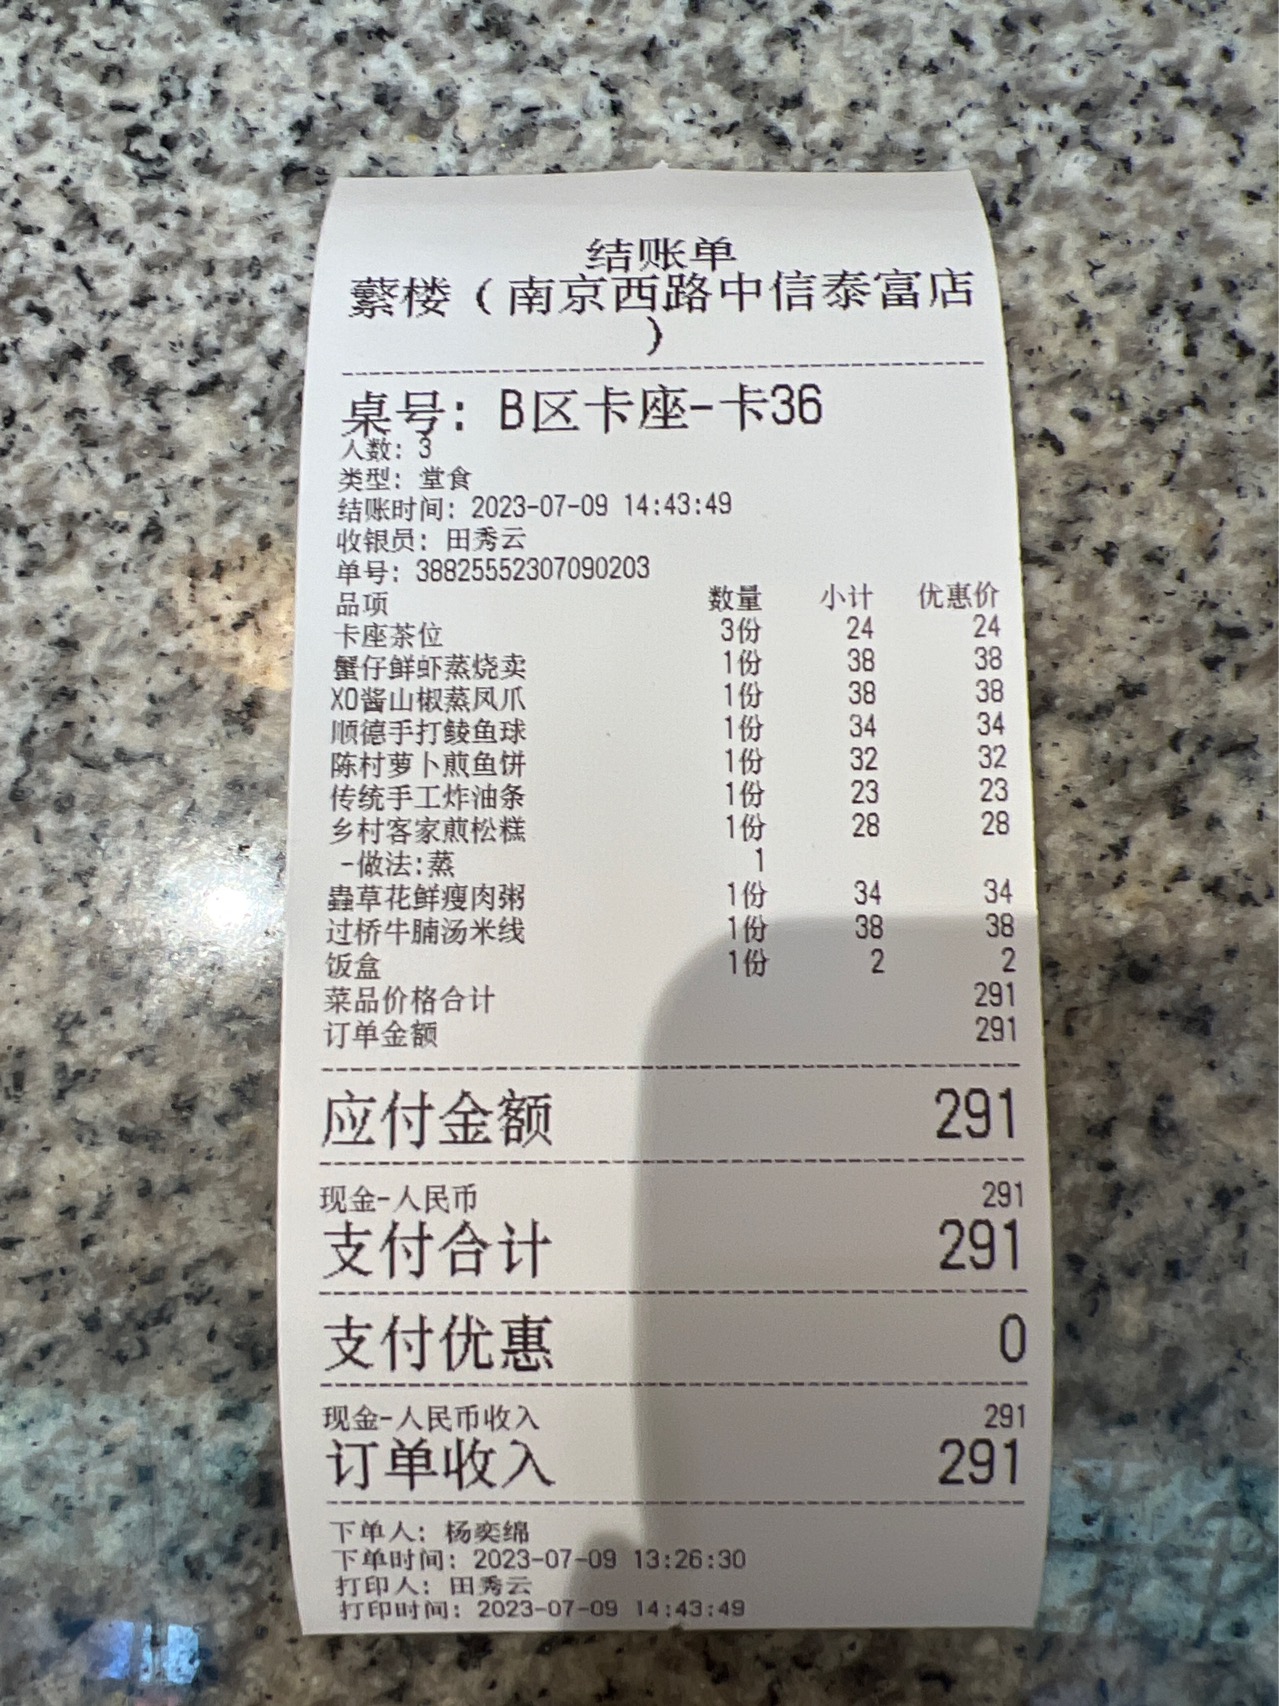 结账单
蘩楼（南京西路中信泰富店
）
桌号: B区卡座-卡36
人数: 3
类型: 堂食
结账时间: 2023-07-09 14:43:49
收银员: 田秀云
单号: 38825552307090203
品项 数量 小计 优惠价
卡座茶位 3份 24 24
蟹仔鲜虾蒸烧卖 1份 38 38
XO酱山椒蒸凤爪 1份 38 38
顺德手打鲮鱼球 1份 34 34
陈村萝卜煎鱼饼 1份 32 32
传统手工炸油条 1份 23 23
乡村客家煎松糕 1份 28 28
-做法:蒸 1
蟲草花鲜瘦肉粥 1份 34 34
过桥牛腩汤米线 1份 38 38
饭盒 1份 2 2
菜品价格合计 291
订单金额 291
应付金额 291
现金-人民币 291
支付合计 291
支付优惠 0
现金-人民币收入 291
订单收入 291
下单人: 杨奕绵
下单时间: 2023-07-09 13:26:30
打印人: 田秀云
打印时间: 2023-07-09 14:43:49